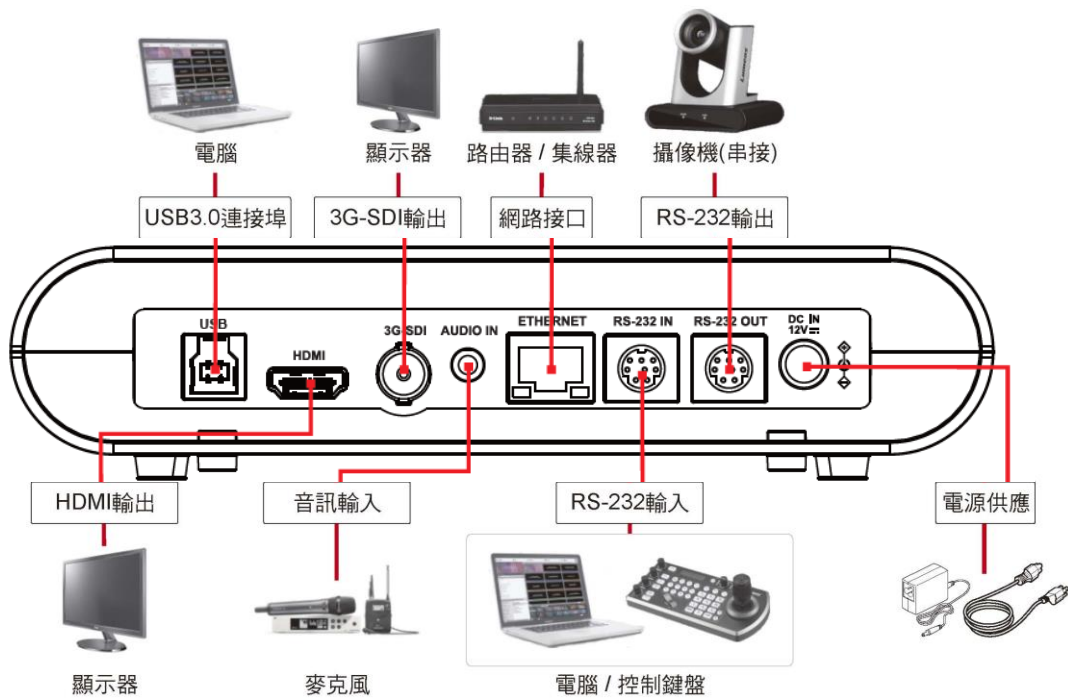 電腦
顯示器
路由器 / 集線器
攝像機(串接)
USB3.0連接埠
3G-SDI輸出
網路接口
RS-232輸出
USB
HDMI
3G-SDI
AUDIO IN
ETHERNET
RS-232 IN
RS-232 OUT
DC IN
12V
HDMI輸出
音訊輸入
RS-232輸入
電源供應
顯示器
麥克風
電腦 / 控制鍵盤